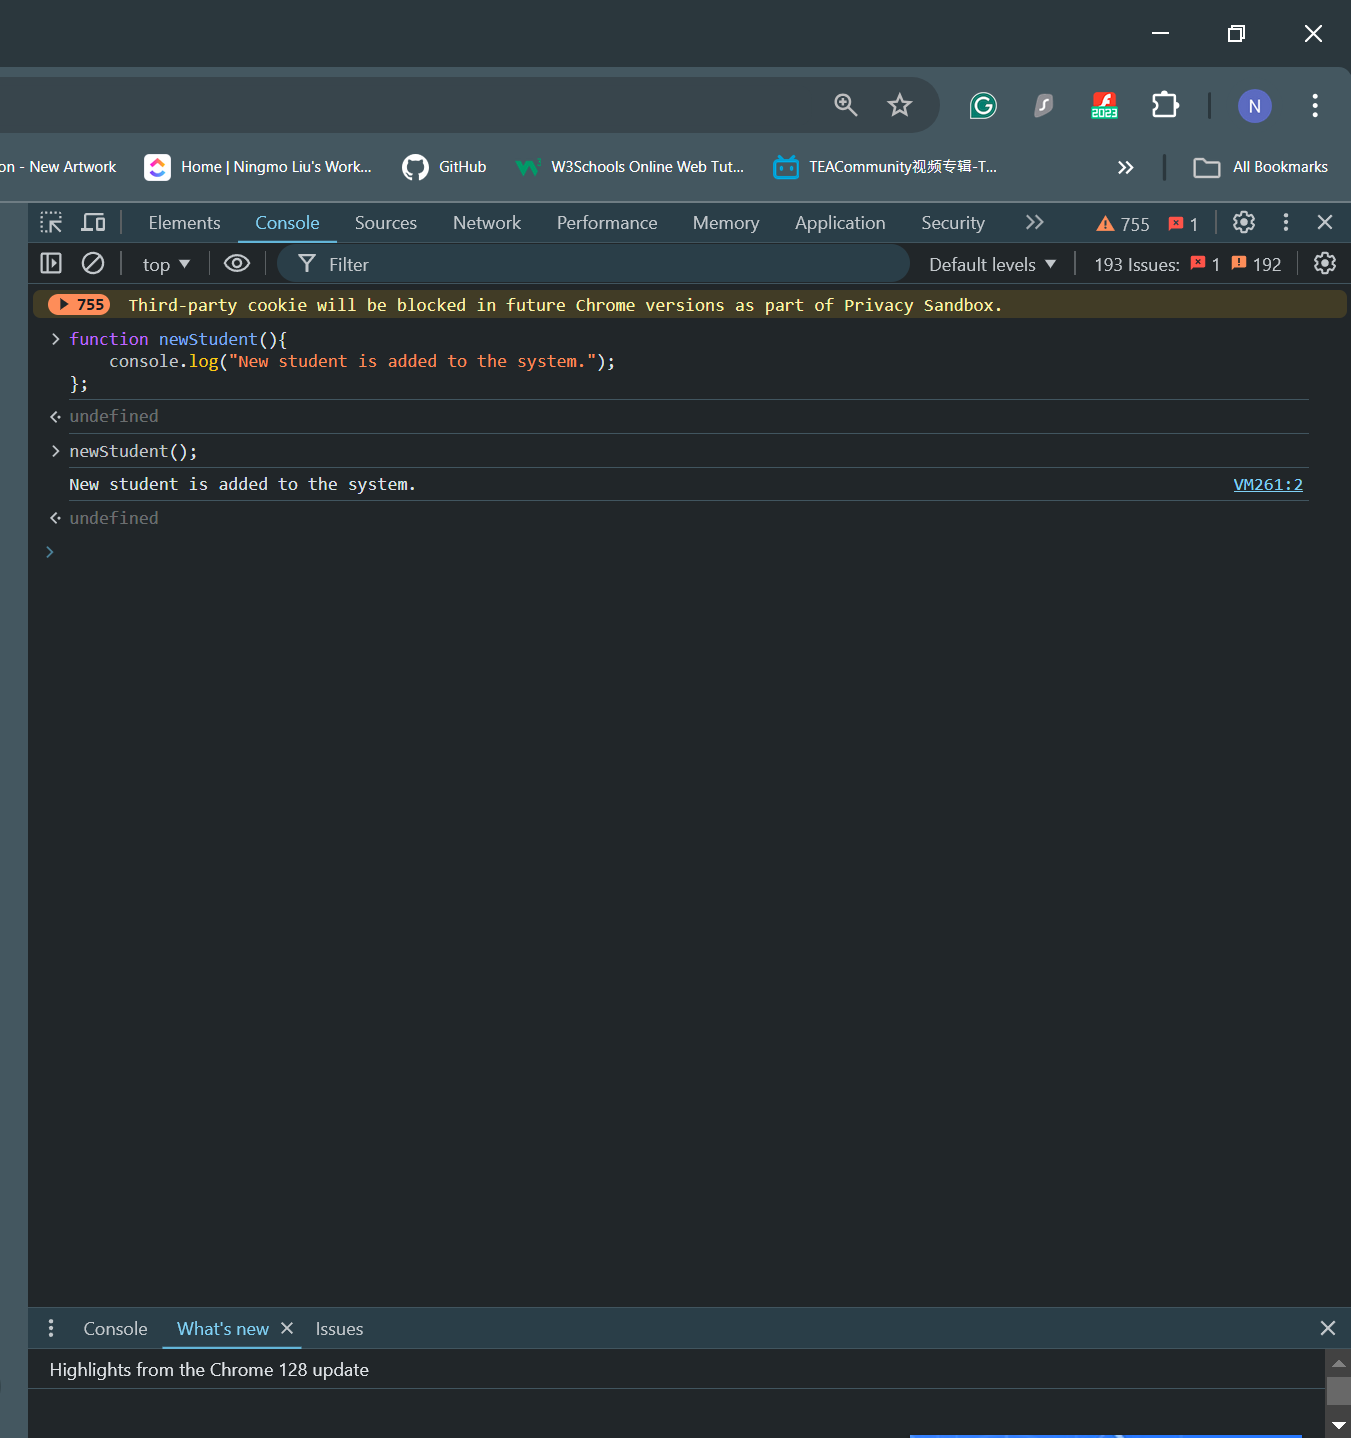 N
on - New Artwork
Home | Ningmo Liu's Work...
GitHub
W3Schools Online Web Tut...
TEACommunity视频专辑-T...
All Bookmarks
2023
Elements Console Sources Network Performance Memory Application Security 755 1
top Filter Default levels 193 Issues: 1 192
755 Third-party cookie will be blocked in future Chrome versions as part of Privacy Sandbox.
function newStudent(){
    console.log("New student is added to the system.");
};
undefined
newStudent();
New student is added to the system. VM261:2
undefined
Console What's new Issues
Highlights from the Chrome 128 update